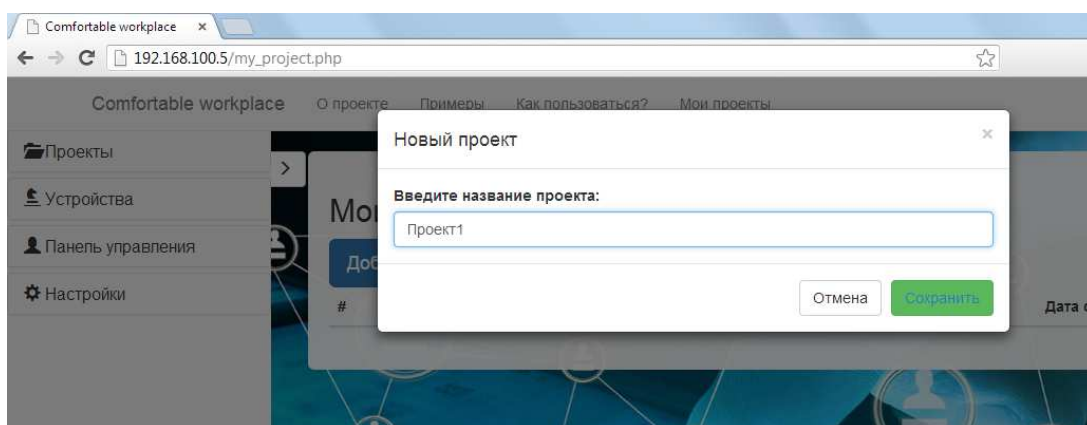 Comfortable workplace
192.168.100.5/my_project.php
Comfortable workplace О проекте Примеры Как пользоваться? Мои проекты
Проекты
Устройства
Панель управления
Настройки
Новый проект
Введите название проекта:
Проект1
Отмена Сохранить
#
Дата